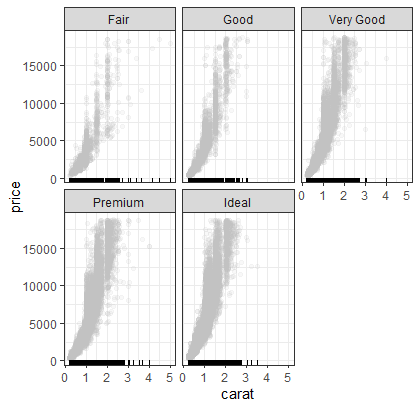 Fair Good Very Good
15000
10000
5000
0
price
0 1 2 3 4 5
Premium Ideal
15000
10000
5000
0
0 1 2 3 4 5 0 1 2 3 4 5
carat